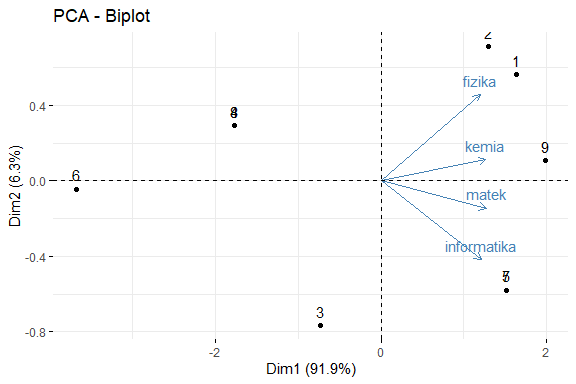 PCA - Biplot
2
1
fizika
0.4
kemia
9
6
0.0
matek
informatika
-0.4
3
-0.8
-2
0
2
Dim1 (91.9%)
Dim2 (6.3%)